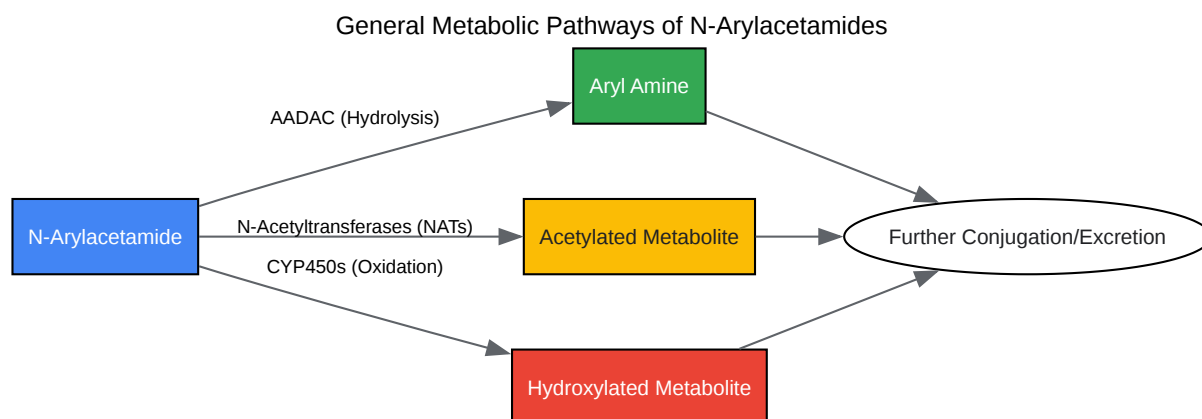 General Metabolic Pathways of N-Arylacetamides
Aryl Amine
AADAC (Hydrolysis)
N-Arylacetamide
N-Acetyltransferases (NATs)
Acetylated Metabolite
Further Conjugation/Excretion
CYP450s (Oxidation)
Hydroxylated Metabolite